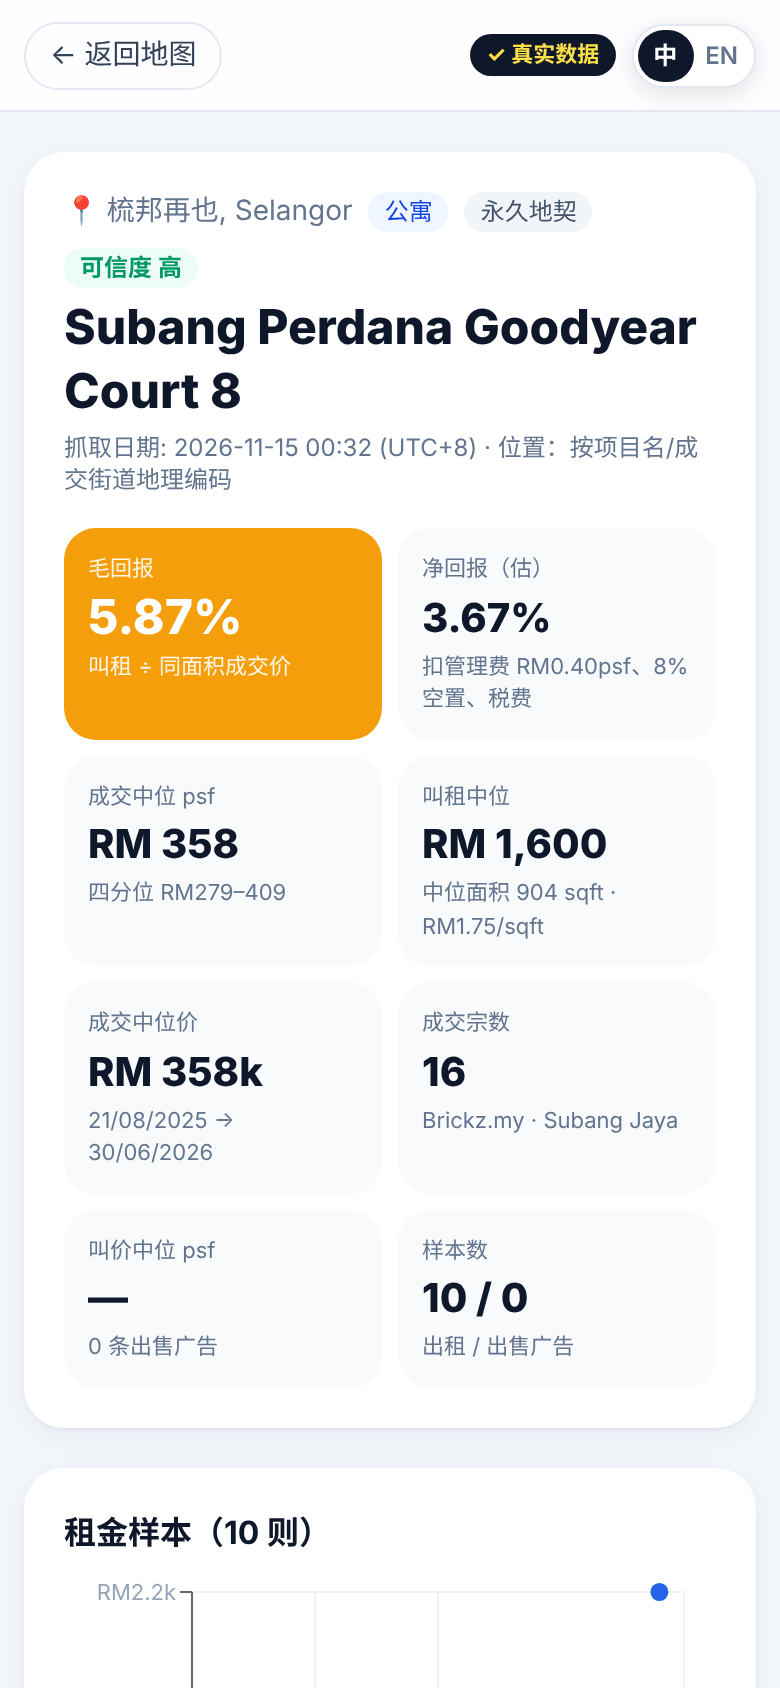 ← 返回地图
✓ 真实数据
中 EN
📍 梳邦再也, Selangor 公寓 永久地契
可信度 高
Subang Perdana Goodyear
Court 8
抓取日期: 2026-11-15 00:32 (UTC+8) · 位置：按项目名/成
交街道地理编码
毛回报
5.87%
叫租 ÷ 同面积成交价
净回报（估）
3.67%
扣管理费 RM0.40psf、8%
空置、税费
成交中位 psf
RM 358
四分位 RM279–409
叫租中位
RM 1,600
中位面积 904 sqft ·
RM1.75/sqft
成交中位价
RM 358k
21/08/2025 →
30/06/2026
成交宗数
16
Brickz.my · Subang Jaya
叫价中位 psf
—
0 条出售广告
样本数
10 / 0
出租 / 出售广告
租金样本（10 则）
RM2.2k